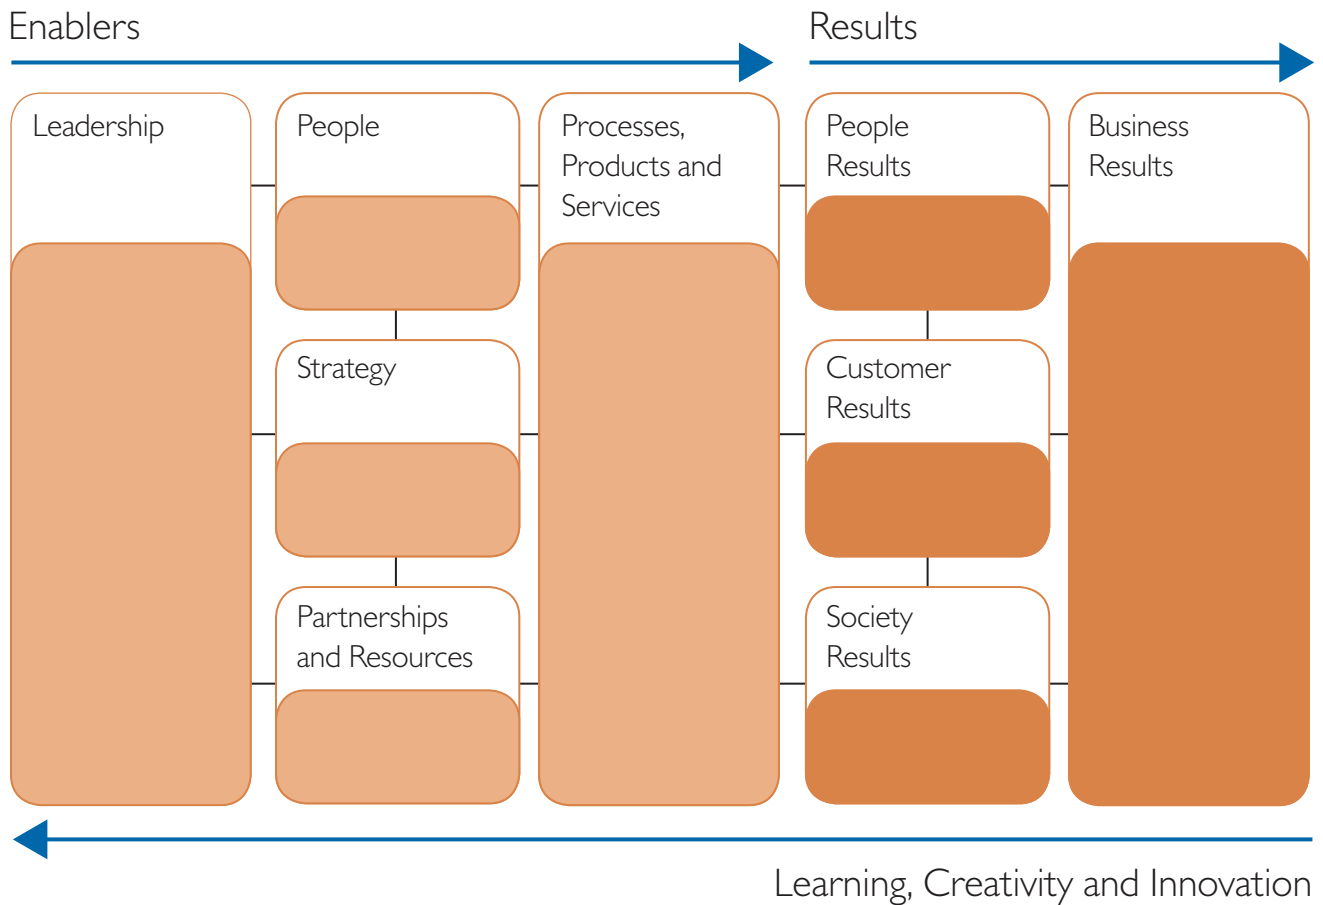 Enablers
Results
Leadership
People
Processes,
Products and
Services
People
Results
Business
Results
Strategy
Customer
Results
Partnerships
and Resources
Society
Results
Learning, Creativity and Innovation